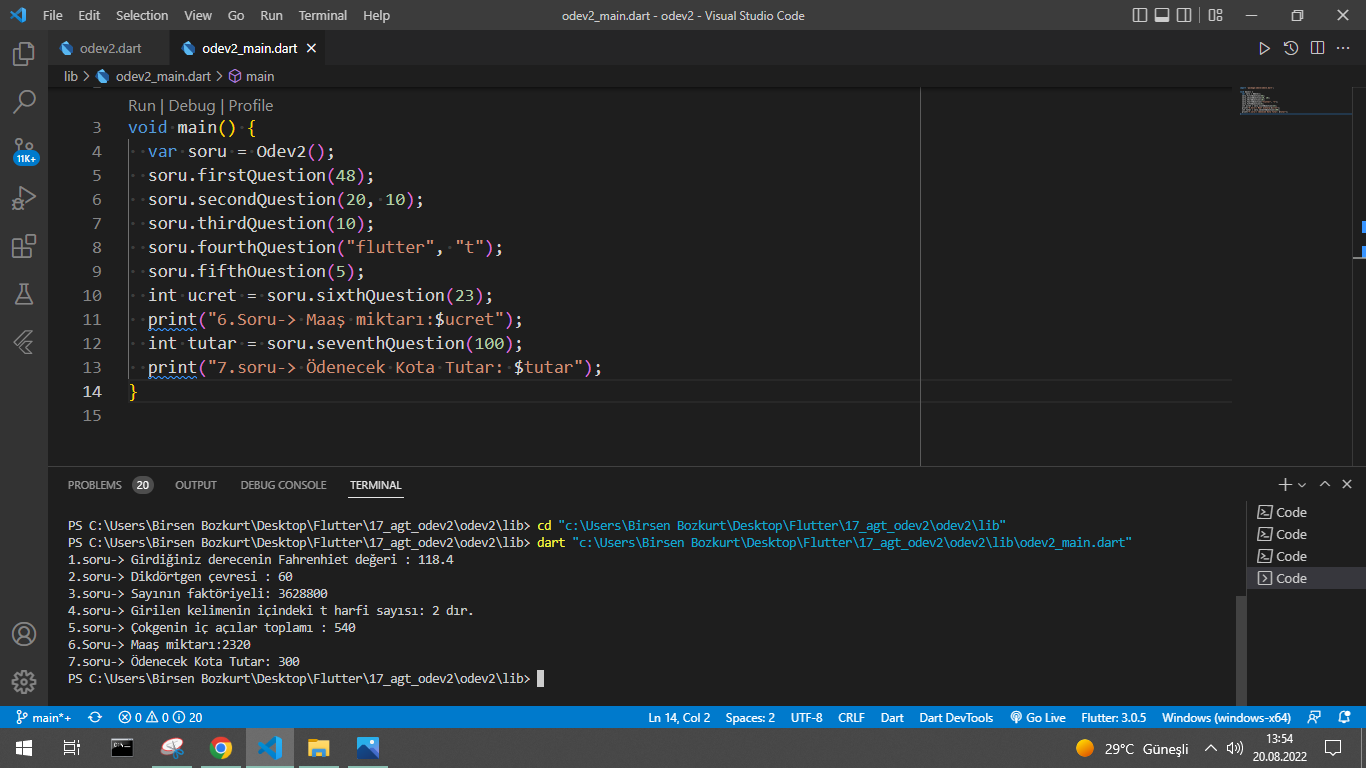 File Edit Selection View Go Run Terminal Help odev2_main.dart - odev2 - Visual Studio Code
odev2.dart odev2_main.dart
lib > odev2_main.dart > main
Run | Debug | Profile
3 void main() {
4 var soru = Odev2();
5 soru.firstQuestion(48);
6 soru.secondQuestion(20, 10);
7 soru.thirdQuestion(10);
8 soru.fourthQuestion("flutter", "t");
9 soru.fifthOuestion(5);
10 int ucret = soru.sixthQuestion(23);
11 print("6.Soru-> Maaş miktarı:$ucret");
12 int tutar = soru.seventhQuestion(100);
13 print("7.soru-> Ödenecek Kota Tutar: $tutar");
14 }
15
11K+
PROBLEMS 20 OUTPUT DEBUG CONSOLE TERMINAL
PS C:\Users\Birsen Bozkurt\Desktop\Flutter\17_agt_odev2\odev2\lib> cd "c:\Users\Birsen Bozkurt\Desktop\Flutter\17_agt_odev2\odev2\lib"
PS C:\Users\Birsen Bozkurt\Desktop\Flutter\17_agt_odev2\odev2\lib> dart "c:\Users\Birsen Bozkurt\Desktop\Flutter\17_agt_odev2\odev2\lib\odev2_main.dart"
1.soru-> Girdiğiniz derecenin Fahrenhiet değeri : 118.4
2.soru-> Dikdörtgen çevresi : 60
3.soru-> Sayının faktöriyeli: 3628800
4.soru-> Girilen kelimenin içindeki t harfi sayısı: 2 dır.
5.soru-> Çokgenin iç açılar toplamı : 540
6.Soru-> Maaş miktarı:2320
7.soru-> Ödenecek Kota Tutar: 300
PS C:\Users\Birsen Bozkurt\Desktop\Flutter\17_agt_odev2\odev2\lib>
Code
Code
Code
Code
main*+ 0 0 20 Ln 14, Col 2 Spaces: 2 UTF-8 CRLF Dart Dart DevTools Go Live Flutter: 3.0.5 Windows (windows-x64)
29°C Güneşli 13:54
20.08.2022